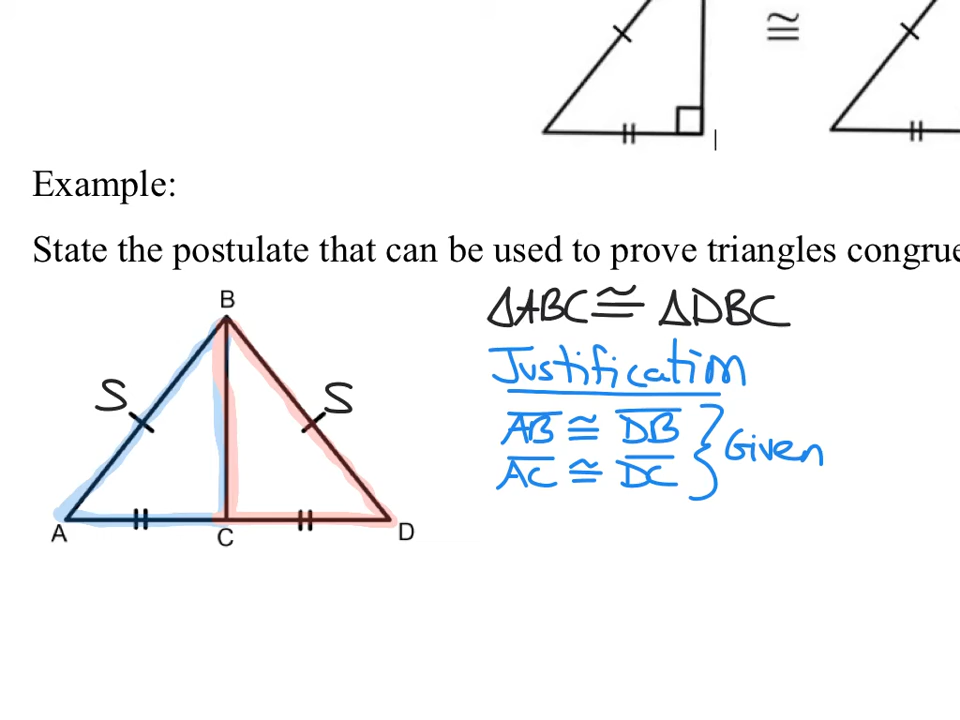 ≅
Example:
State the postulate that can be used to prove triangles
ΔABC ≅ ΔDBC
Justification
AB ≅ DB } Given
AC ≅ DC
B
S S
A C D